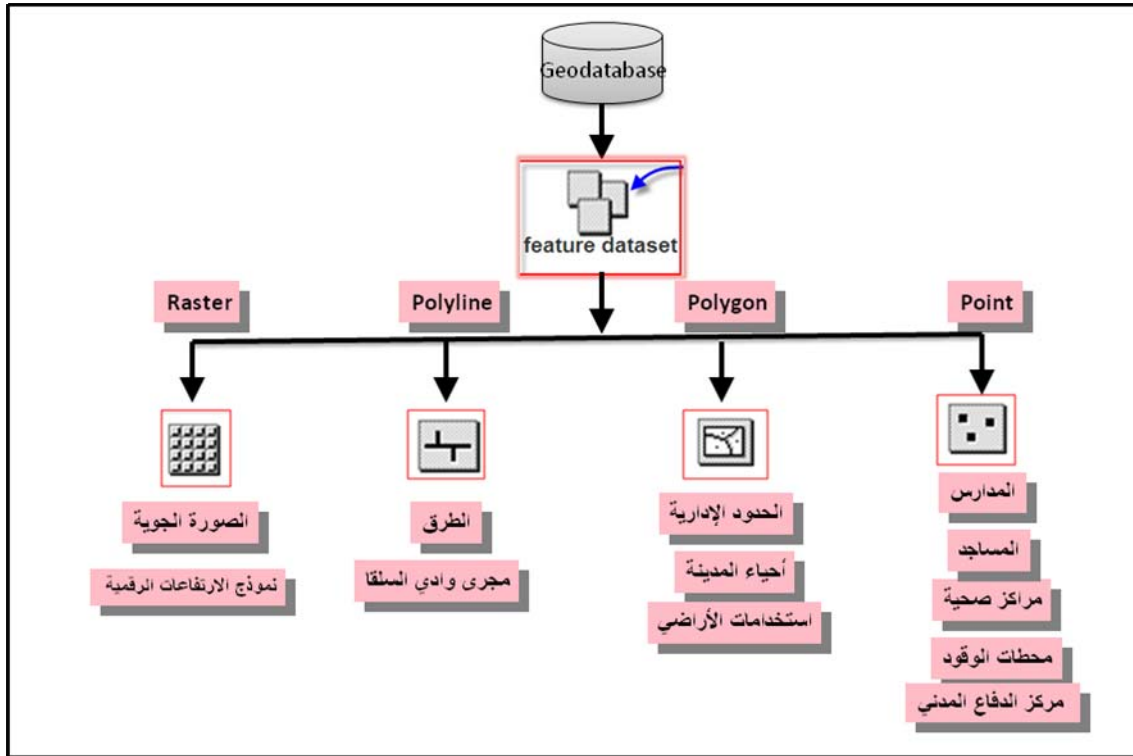 Geodatabase
feature dataset
Raster
Polyline
Polygon
Point
الصورة الجوية
نموذج الارتفاعات الرقمية
الطرق
مجرى وادي السلقا
الحدود الإدارية
أحياء المدينة
استخدامات الأراضي
المدارس
المساجد
مراكز صحية
محطات الوقود
مركز الدفاع المدني